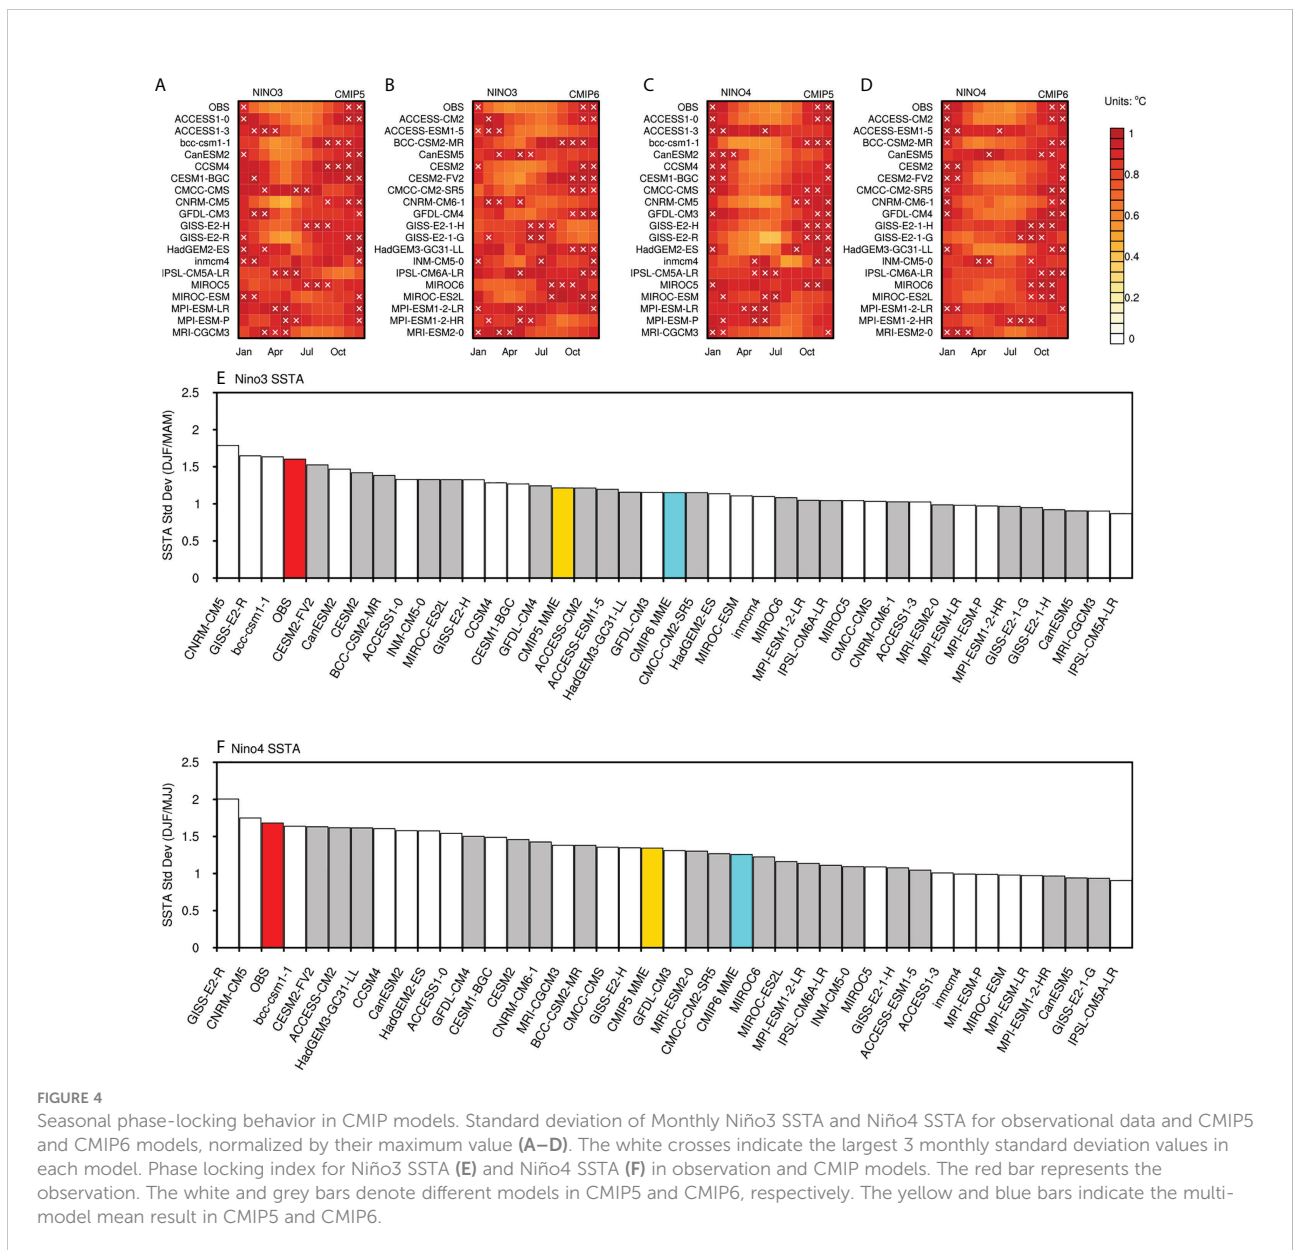 A
NINO3
CMIP5
OBS
ACCESS1-0
ACCESS1-3
bcc-csm1-1
CanESM2
CCSM4
CESM1-BGC
CMCC-CMS
CNRM-CM5
GFDL-CM3
GISS-E2-H
GISS-E2-R
HadGEM2-ES
inmcm4
IPSL-CM5A-LR
MIROC5
MIROC-ESM
MPI-ESM-LR
MPI-ESM-P
MRI-CGCM3
Jan Apr Jul Oct
B
NINO3
CMIP6
OBS
ACCESS-CM2
ACCESS-ESM1-5
BCC-CSM2-MR
CanESM5
CESM2
CESM2-FV2
CMCC-CM2-SR5
CNRM-CM6-1
GFDL-CM4
GISS-E2-1-H
GISS-E2-1-G
HadGEM3-GC31-LL
INM-CM5-0
IPSL-CM6A-LR
MIROC6
MIROC-ES2L
MPI-ESM1-2-LR
MPI-ESM1-2-HR
MRI-ESM2-0
Jan Apr Jul Oct
C
NINO4
CMIP5
OBS
ACCESS1-0
ACCESS1-3
bcc-csm1-1
CanESM2
CCSM4
CESM1-BGC
CMCC-CMS
CNRM-CM5
GFDL-CM3
GISS-E2-H
GISS-E2-R
HadGEM2-ES
inmcm4
IPSL-CM5A-LR
MIROC5
MIROC-ESM
MPI-ESM-LR
MPI-ESM-P
MRI-CGCM3
Jan Apr Jul Oct
D
NINO4
CMIP6
OBS
ACCESS-CM2
ACCESS-ESM1-5
BCC-CSM2-MR
CanESM5
CESM2
CESM2-FV2
CMCC-CM2-SR5
CNRM-CM6-1
GFDL-CM4
GISS-E2-1-H
GISS-E2-1-G
HadGEM3-GC31-LL
INM-CM5-0
IPSL-CM6A-LR
MIROC6
MIROC-ES2L
MPI-ESM1-2-LR
MPI-ESM1-2-HR
MRI-ESM2-0
Jan Apr Jul Oct
Units: °C
1
0.8
0.6
0.4
0.2
0
E Nino3 SSTA
SSTA Std Dev (DJF/MAM)
2.5
2
1.5
1
0.5
0
CNRM-CM5
GISS-E2-R
bcc-csm1-1
OBS
CESM2-FV2
CanESM2
CESM2
BCC-CSM2-MR
ACCESS1-0
INM-CM5-0
MIROC-ES2L
GISS-E2-H
CCSM4
CESM1-BGC
GFDL-CM4
CMIP5 MME
ACCESS-CM2
ACCESS-ESM1-5
HadGEM3-GC31-LL
GFDL-CM3
CMIP6 MME
CMCC-CM2-SR5
HadGEM2-ES
MIROC-ESM
inmcm4
MIROC6
MPI-ESM1-2-LR
IPSL-CM6A-LR
MIROC5
CMCC-CMS
CNRM-CM6-1
ACCESS1-3
MRI-ESM2-0
MPI-ESM-LR
MPI-ESM-P
MPI-ESM1-2-HR
GISS-E2-1-G
GISS-E2-1-H
CanESM5
MRI-CGCM3
IPSL-CM5A-LR
F Nino4 SSTA
SSTA Std Dev (DJF/MJJ)
2.5
2
1.5
1
0.5
0
GISS-E2-R
CNRM-CM5
OBS
bcc-csm1-1
CESM2-FV2
ACCESS-CM2
HadGEM3-GC31-LL
CCSM4
CanESM2
HadGEM2-ES
ACCESS1-0
GFDL-CM4
CESM1-BGC
CESM2
CNRM-CM6-1
MRI-CGCM3
BCC-CSM2-MR
CMCC-CMS
GISS-E2-H
CMIP5 MME
GFDL-CM3
MRI-ESM2-0
CMCC-CM2-SR5
CMIP6 MME
MIROC6
MIROC-ES2L
MPI-ESM1-2-LR
IPSL-CM6A-LR
INM-CM5-0
MIROC5
GISS-E2-1-H
ACCESS-ESM1-5
ACCESS1-3
inmcm4
MPI-ESM-P
MIROC-ESM
MPI-ESM-LR
MPI-ESM1-2-HR
CanESM5
GISS-E2-1-G
IPSL-CM5A-LR
FIGURE 4
Seasonal phase-locking behavior in CMIP models. Standard deviation of Monthly Niño3 SSTA and Niño4 SSTA for observational data and CMIP5
and CMIP6 models, normalized by their maximum value (A–D). The white crosses indicate the largest 3 monthly standard deviation values in
each model. Phase locking index for Niño3 SSTA (E) and Niño4 SSTA (F) in observation and CMIP models. The red bar represents the
observation. The white and grey bars denote different models in CMIP5 and CMIP6, respectively. The yellow and blue bars indicate the multi-
model mean result in CMIP5 and CMIP6.